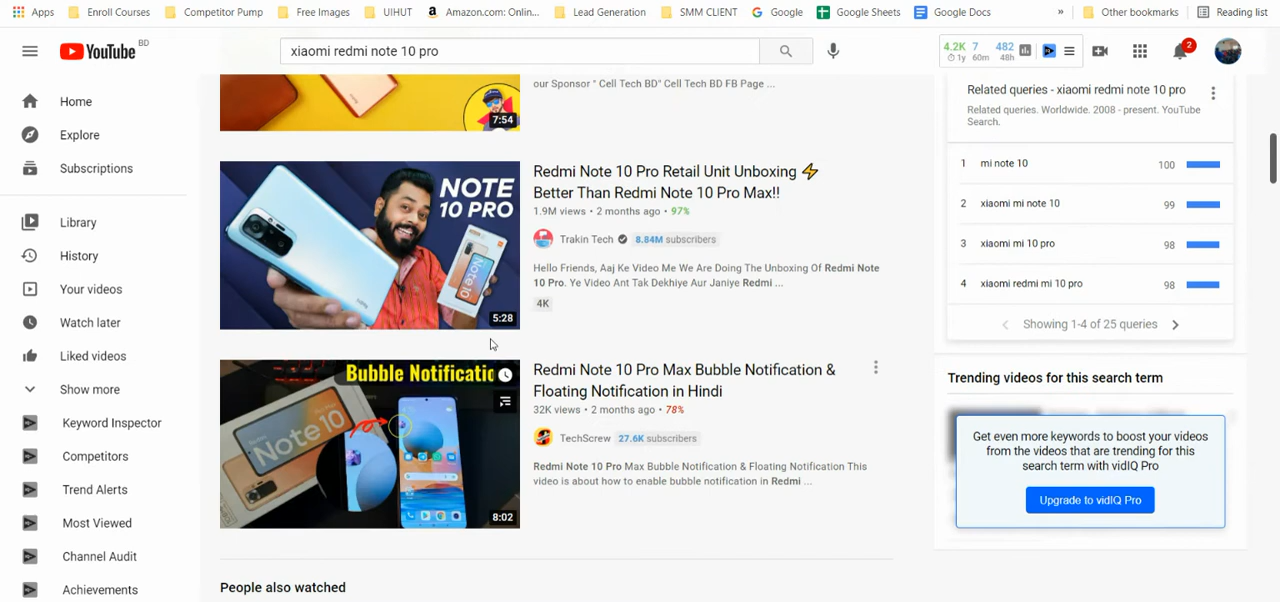 Apps Enroll Courses Competitor Pump Free Images UIHUT Amazon.com: Onlin... Lead Generation SMM CLIENT Google Google Sheets Google Docs » Other bookmarks Reading list
YouTube BD
xiaomi redmi note 10 pro
4.2K 7 482
1y 60m 48h
2
Home
Explore
Subscriptions
Library
History
Your videos
Watch later
Liked videos
Show more
Keyword Inspector
Competitors
Trend Alerts
Most Viewed
Channel Audit
Achievements
our Sponsor " Cell Tech BD" Cell Tech BD FB Page ...
7:54
NOTE
10 PRO
Note10
5:28
Redmi Note 10 Pro Retail Unit Unboxing ⚡
Better Than Redmi Note 10 Pro Max!!
1.9M views • 2 months ago • 97%
Trakin Tech 8.84M subscribers
Hello Friends, Aaj Ke Video Me We Are Doing The Unboxing Of Redmi Note
10 Pro. Ye Video Ant Tak Dekhiye Aur Janiye Redmi ...
4K
Bubble Notificatio
Note10
8:02
Redmi Note 10 Pro Max Bubble Notification &
Floating Notification in Hindi
32K views • 2 months ago • 78%
TechScrew 27.6K subscribers
Redmi Note 10 Pro Max Bubble Notification & Floating Notification This
video is about how to enable bubble notification in Redmi ...
People also watched
Related queries - xiaomi redmi note 10 pro
Related queries. Worldwide. 2008 - present. YouTube
Search.
1 mi note 10 100
2 xiaomi mi note 10 99
3 xiaomi mi 10 pro 98
4 xiaomi redmi mi 10 pro 98
Showing 1-4 of 25 queries
Trending videos for this search term
Get even more keywords to boost your videos
from the videos that are trending for this
search term with vidIQ Pro
Upgrade to vidIQ Pro